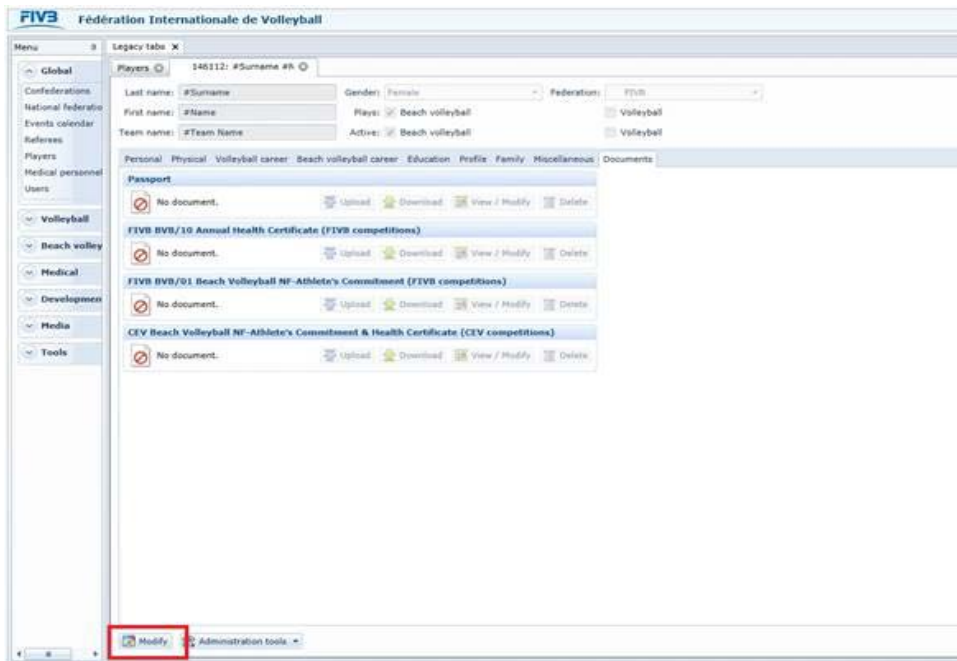 FIVB Fédération Internationale de Volleyball
Menu
Legacy tabs x
Global
Confederations
National federatio
Events calendar
Referees
Players
Medical personnel
Users
Volleyball
Beach volley
Medical
Developmen
Media
Tools
Players 146112: #Surname #N
Last name: #Surname Gender: Female Federation: FIVB
First name: #Name Plays: Beach volleyball Volleyball
Team name: #Team Name Active: Beach volleyball Volleyball
Personal Physical Volleyball career Beach volleyball career Education Profile Family Miscellaneous Documents
Passport
No document. Upload Download View / Modify Delete
FIVB BVB/10 Annual Health Certificate (FIVB competitions)
No document. Upload Download View / Modify Delete
FIVB BVB/01 Beach Volleyball NF-Athlete's Commitment (FIVB competitions)
No document. Upload Download View / Modify Delete
CEV Beach Volleyball NF-Athlete's Commitment & Health Certificate (CEV competitions)
No document. Upload Download View / Modify Delete
Modify Administration tools